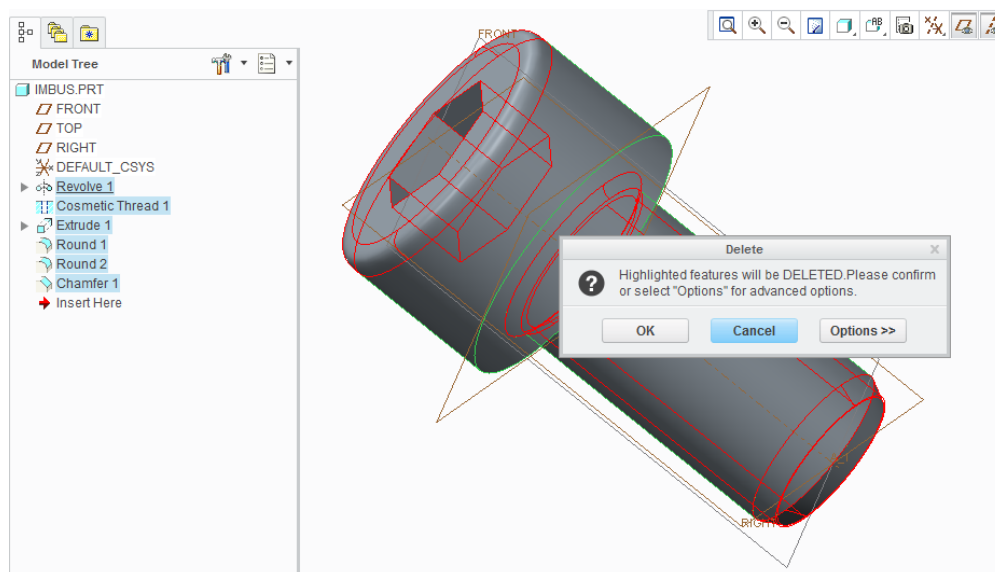 FRONT
AB
Model Tree
IMBUS.PRT
FRONT
TOP
RIGHT
DEFAULT_CSYS
Revolve 1
Cosmetic Thread 1
Extrude 1
Round 1
Round 2
Chamfer 1
Insert Here
Delete
Highlighted features will be DELETED.Please confirm
or select "Options" for advanced options.
OK
Cancel
Options >>
RIGHT